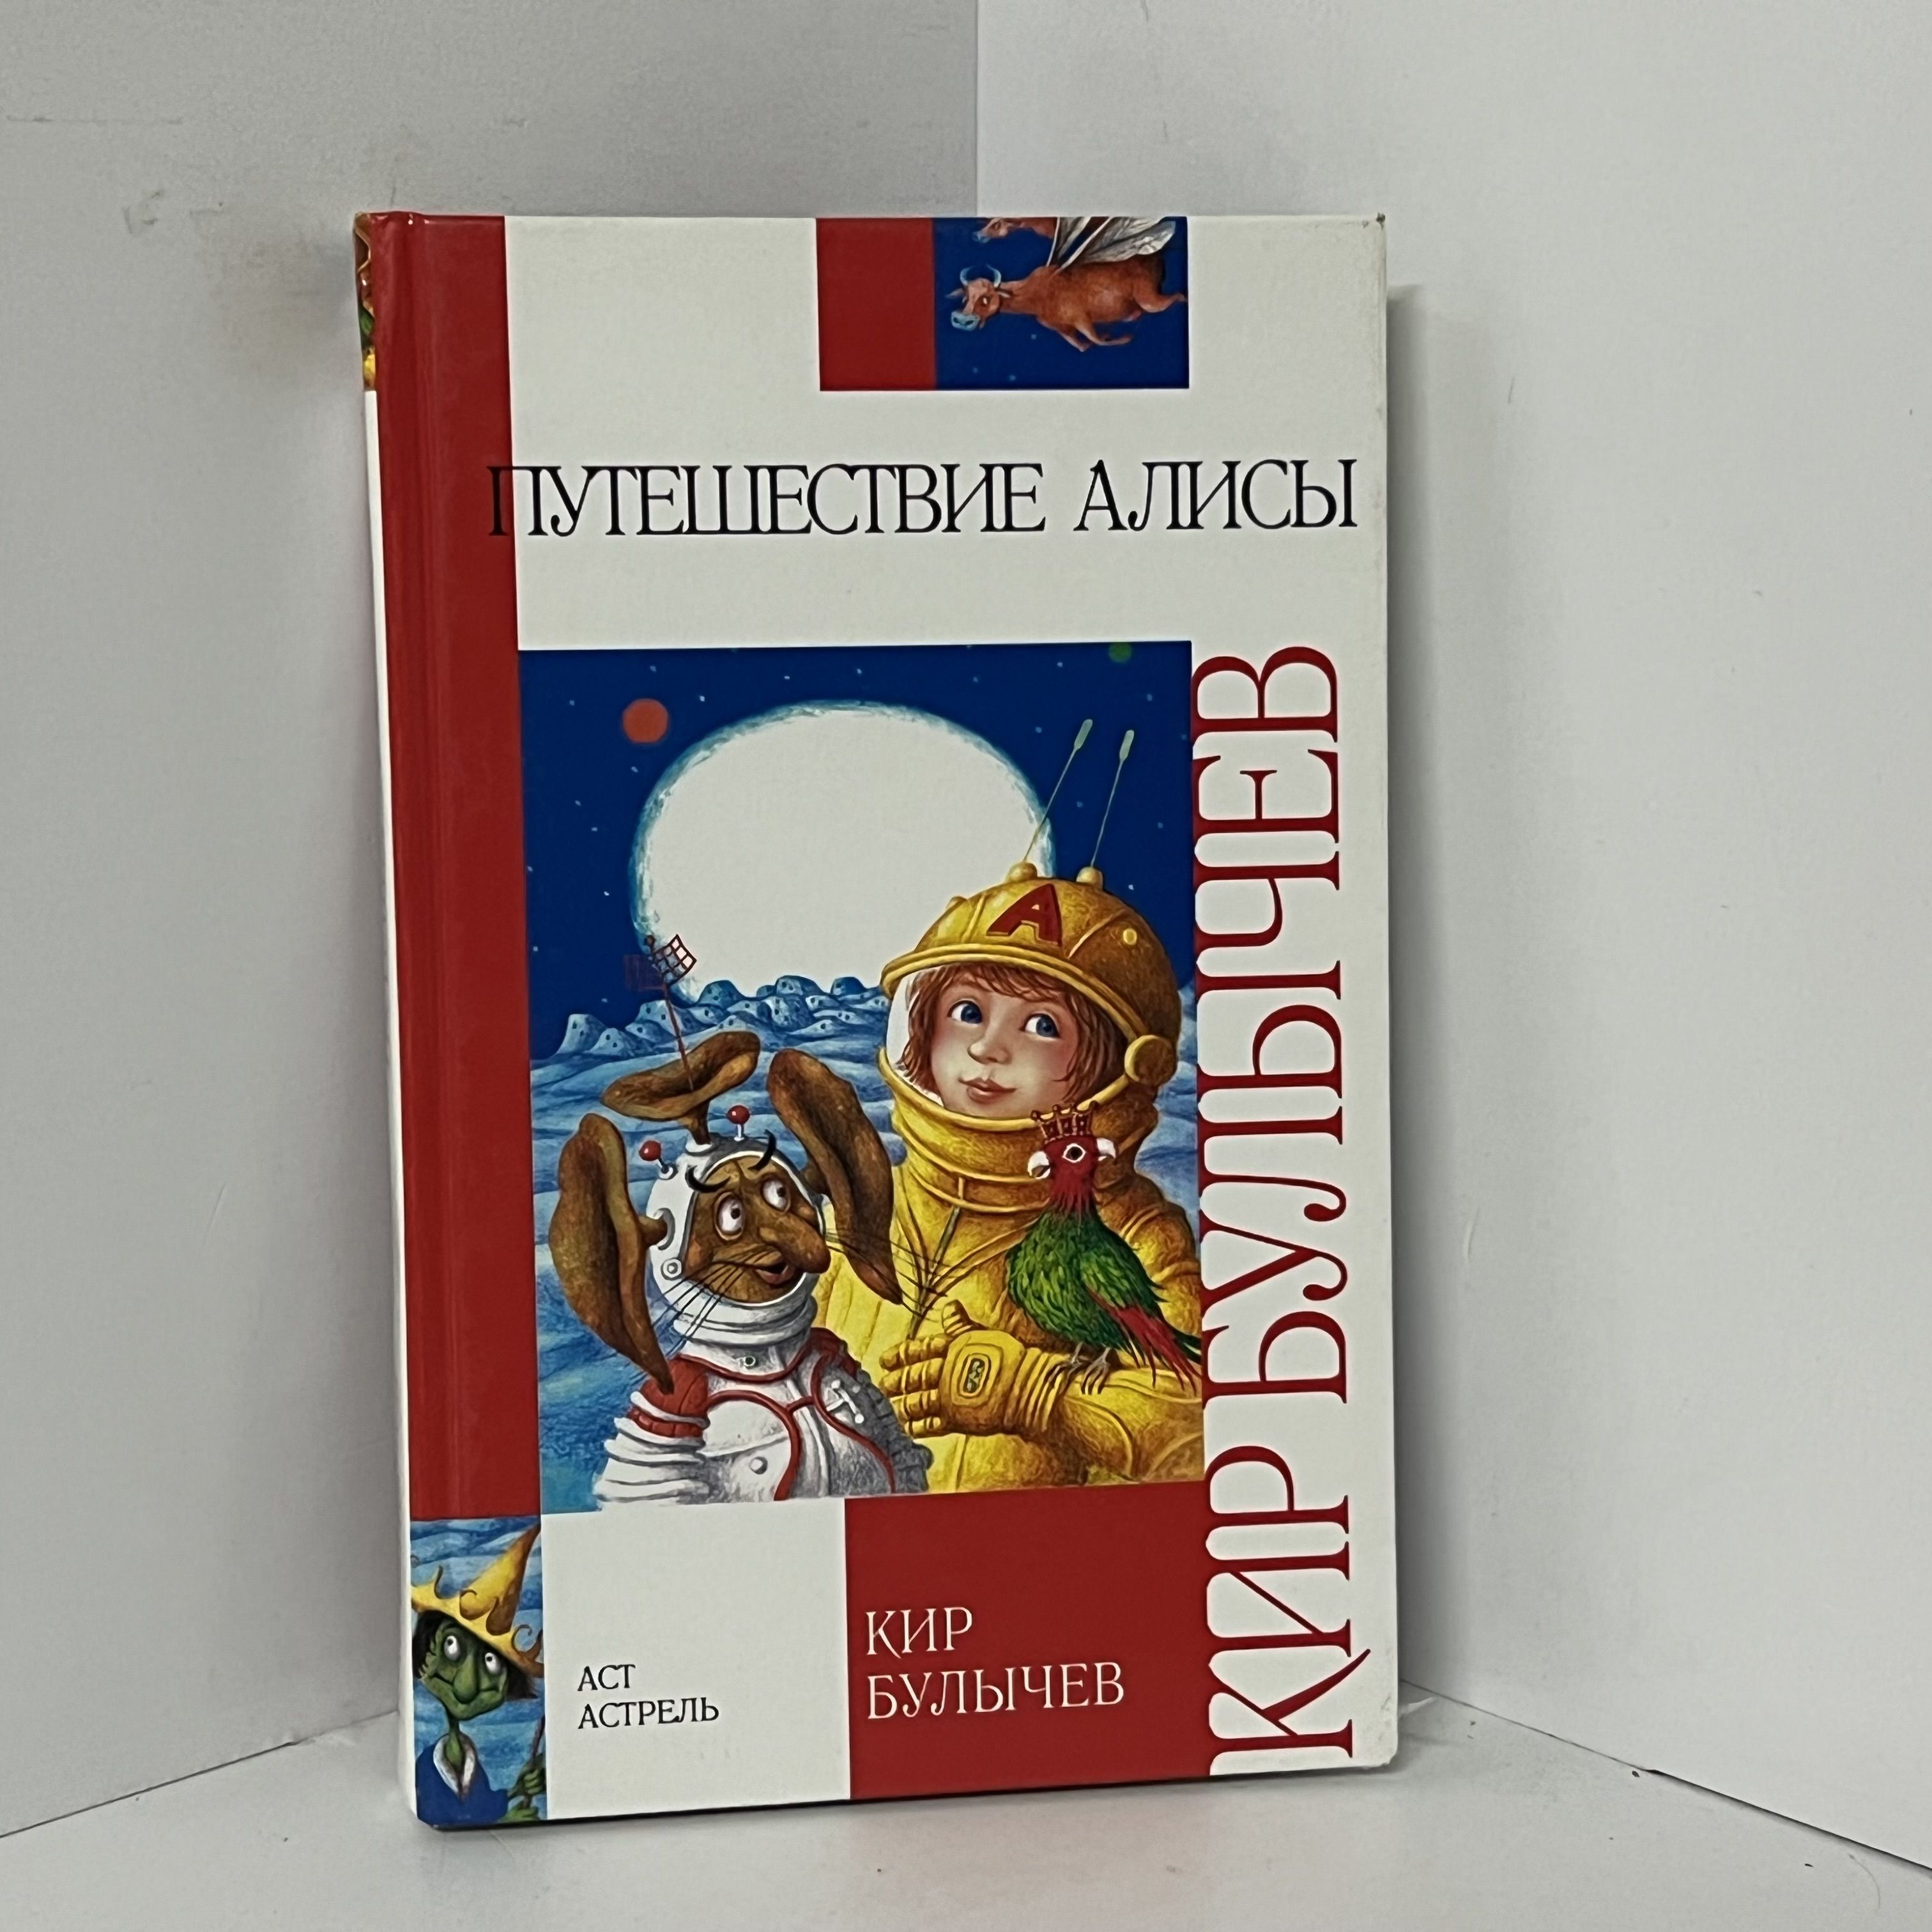 ПУТЕШЕСТВИЕ АЛИСЫ
КИР БУЛЫЧЕВ
А
АСТ
АСТРЕЛЬ
КИР
БУЛЫЧЕВ